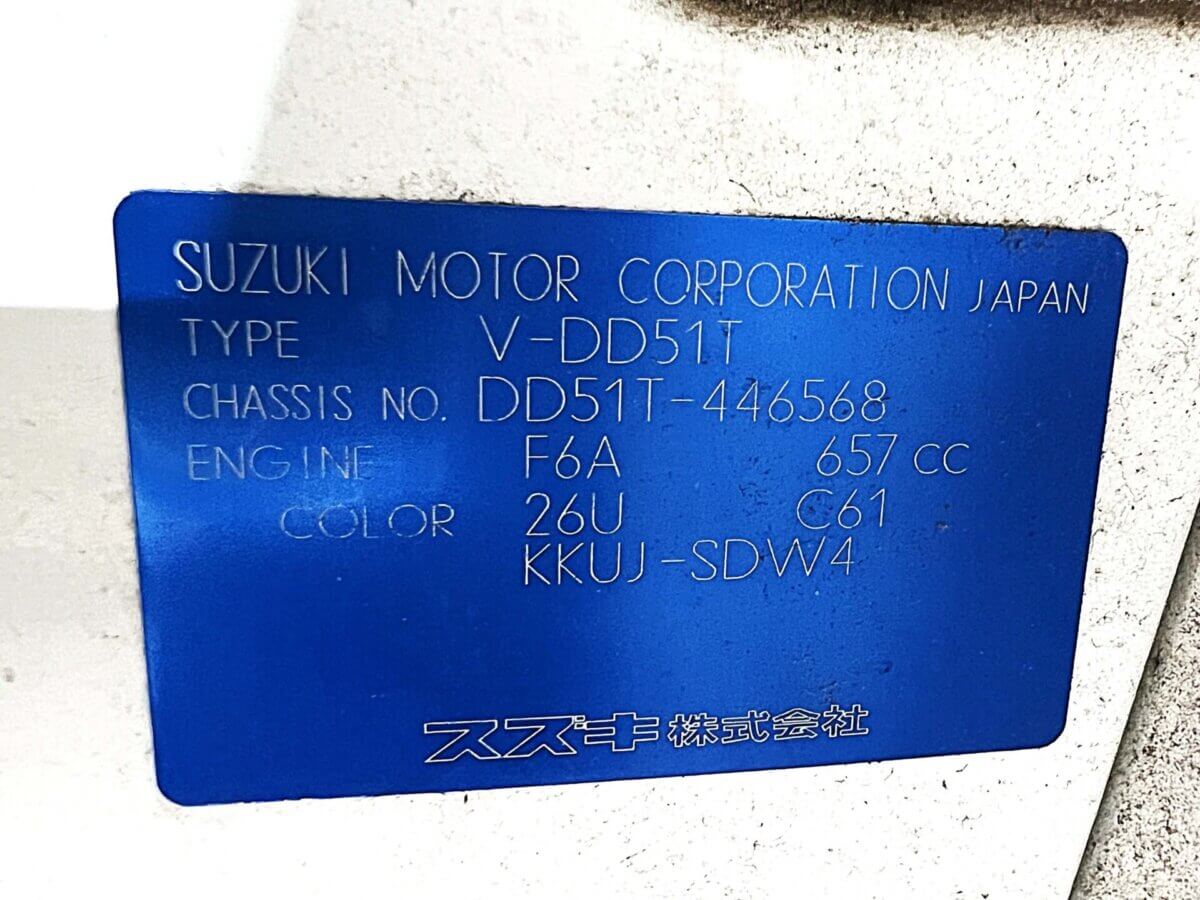 SUZUKI MOTOR CORPORATION JAPAN
TYPE V-DD51T
CHASSIS NO. DD51T-446568
ENGINE F6A 657 CC
COLOR 26U C61
KKUJ-SDW4
スズキ株式会社